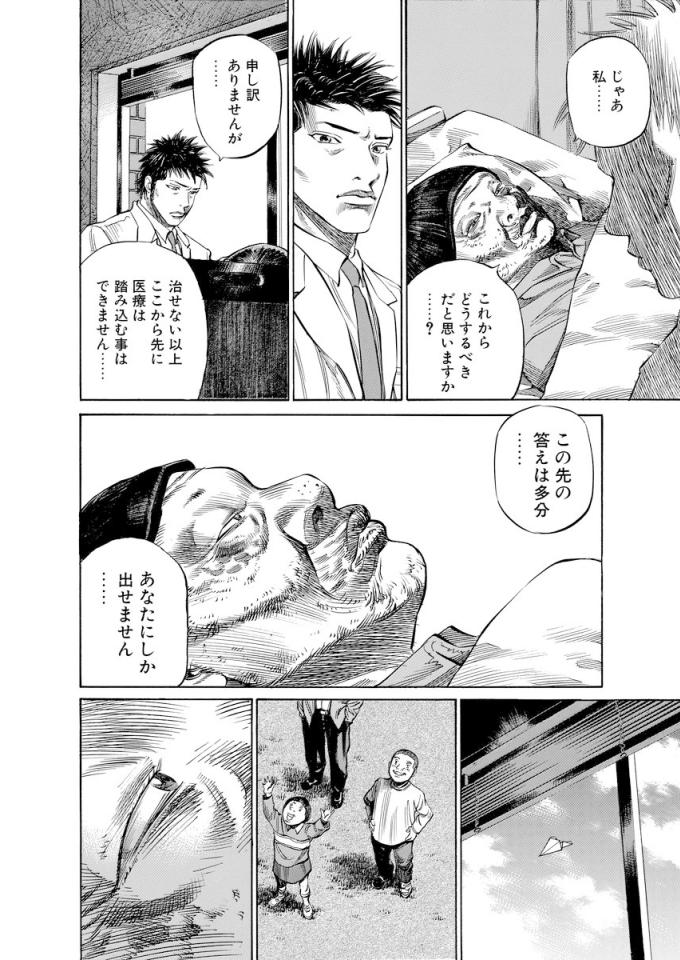 じゃあ
私……
これから
どうするべき
だと思いますか
……？
申し訳
ありませんが
……
治せない以上
ここから先に
医療は
踏み込む事は
できません……
この先の
答えは多分
……
あなたにしか
出せません
……